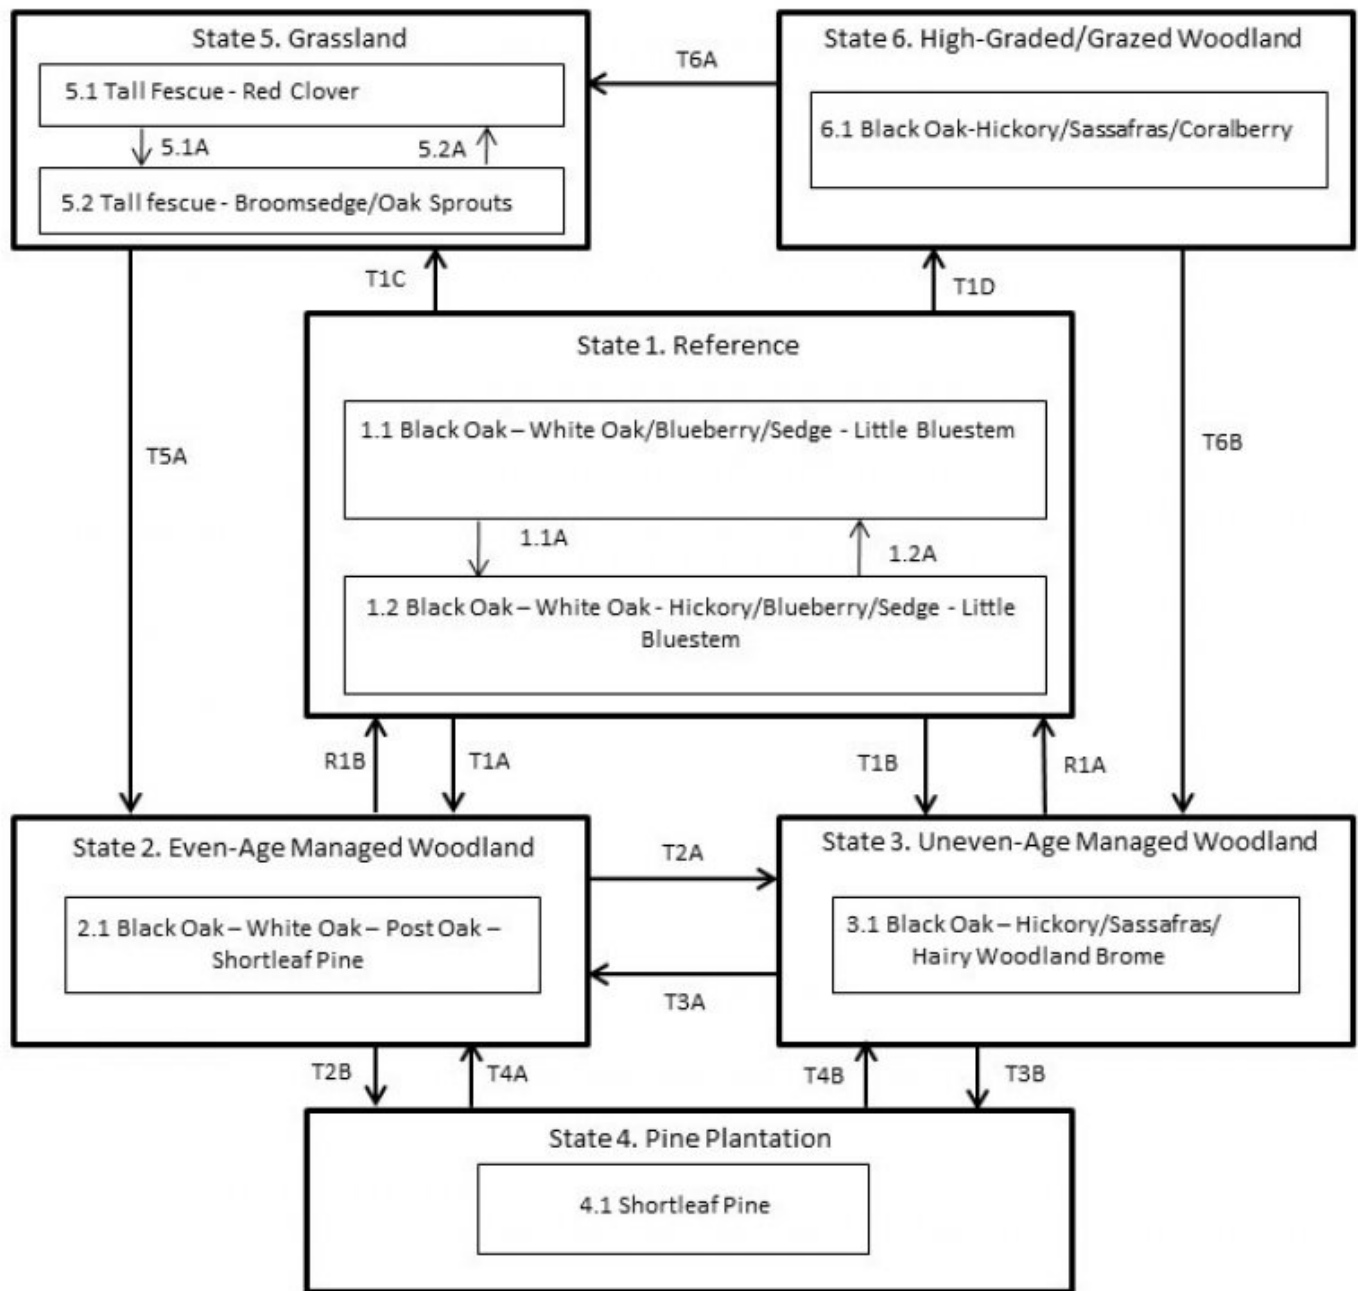 State 5. Grassland
5.1 Tall Fescue - Red Clover
5.1A
5.2A
5.2 Tall fescue - Broomsedge/Oak Sprouts
T6A
State 6. High-Graded/Grazed Woodland
6.1 Black Oak-Hickory/Sassafras/Coralberry
T1C
T1D
State 1. Reference
1.1 Black Oak – White Oak/Blueberry/Sedge - Little Bluestem
1.1A
1.2A
1.2 Black Oak – White Oak - Hickory/Blueberry/Sedge - Little
Bluestem
T5A
T6B
R1B
T1A
T1B
R1A
State 2. Even-Age Managed Woodland
2.1 Black Oak – White Oak – Post Oak –
Shortleaf Pine
T2A
T3A
State 3. Uneven-Age Managed Woodland
3.1 Black Oak – Hickory/Sassafras/
Hairy Woodland Brome
T2B
T4A
T4B
T3B
State 4. Pine Plantation
4.1 Shortleaf Pine